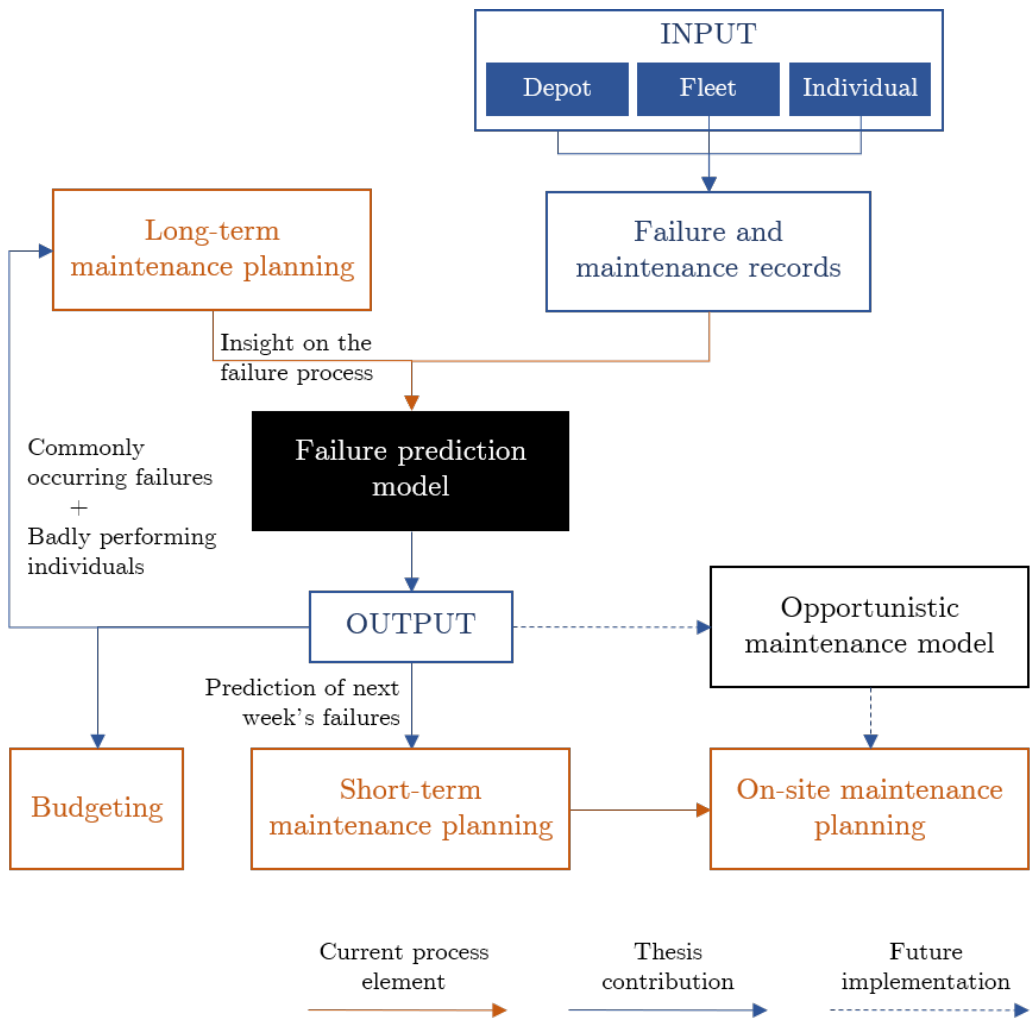 INPUT
Depot
Fleet
Individual
Long-term
maintenance planning
Failure and
maintenance records
Insight on the
failure process
Failure prediction
model
Commonly
occurring failures
+
Badly performing
individuals
OUTPUT
Opportunistic
maintenance model
Prediction of next
week's failures
Budgeting
Short-term
maintenance planning
On-site maintenance
planning
Current process
element
Thesis
contribution
Future
implementation